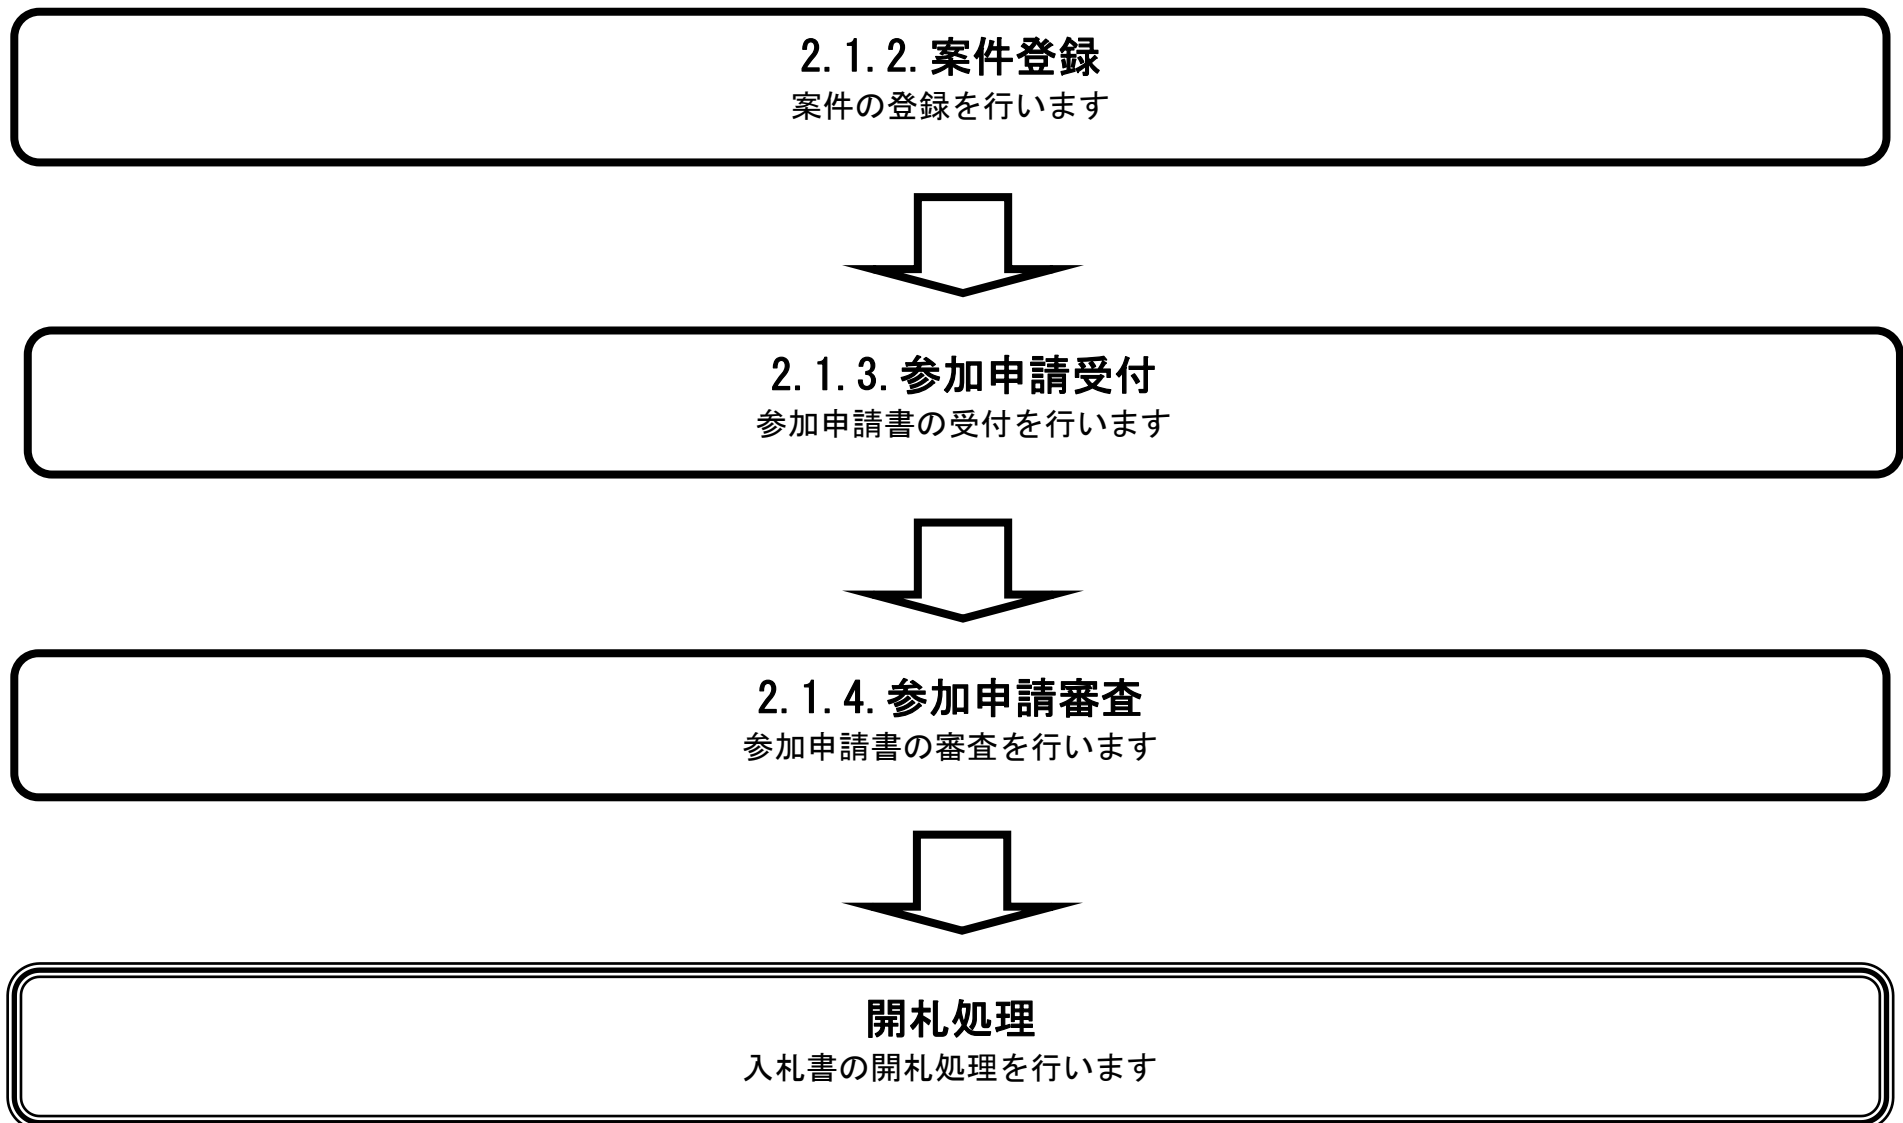 2.1.2.案件登録
案件の登録を行います
2.1.3.参加申請受付
参加申請書の受付を行います
2.1.4.参加申請審査
参加申請書の審査を行います
開札処理
入札書の開札処理を行います